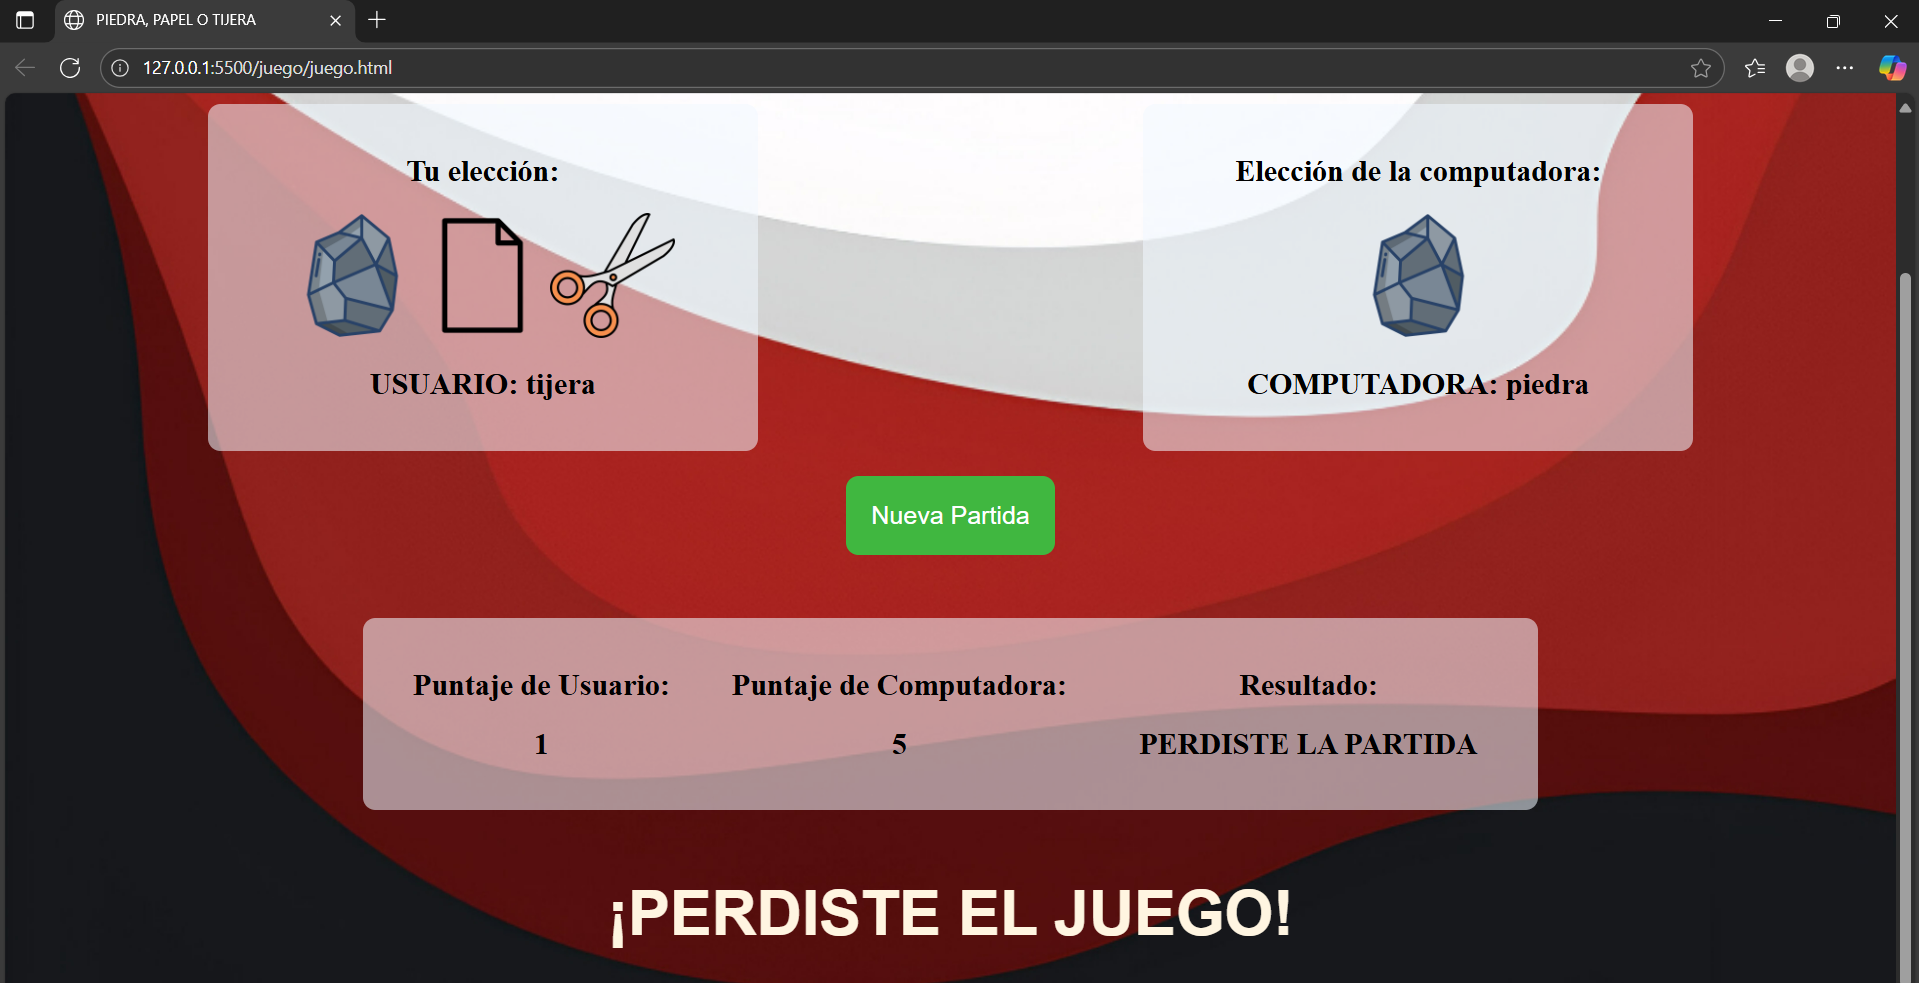 PIEDRA, PAPEL O TIJERA
127.0.0.1:5500/juego/juego.html
Tu elección:
Elección de la computadora:
USUARIO: tijera
COMPUTADORA: piedra
Nueva Partida
Puntaje de Usuario:
Puntaje de Computadora:
Resultado:
1
5
PERDISTE LA PARTIDA
¡PERDISTE EL JUEGO!